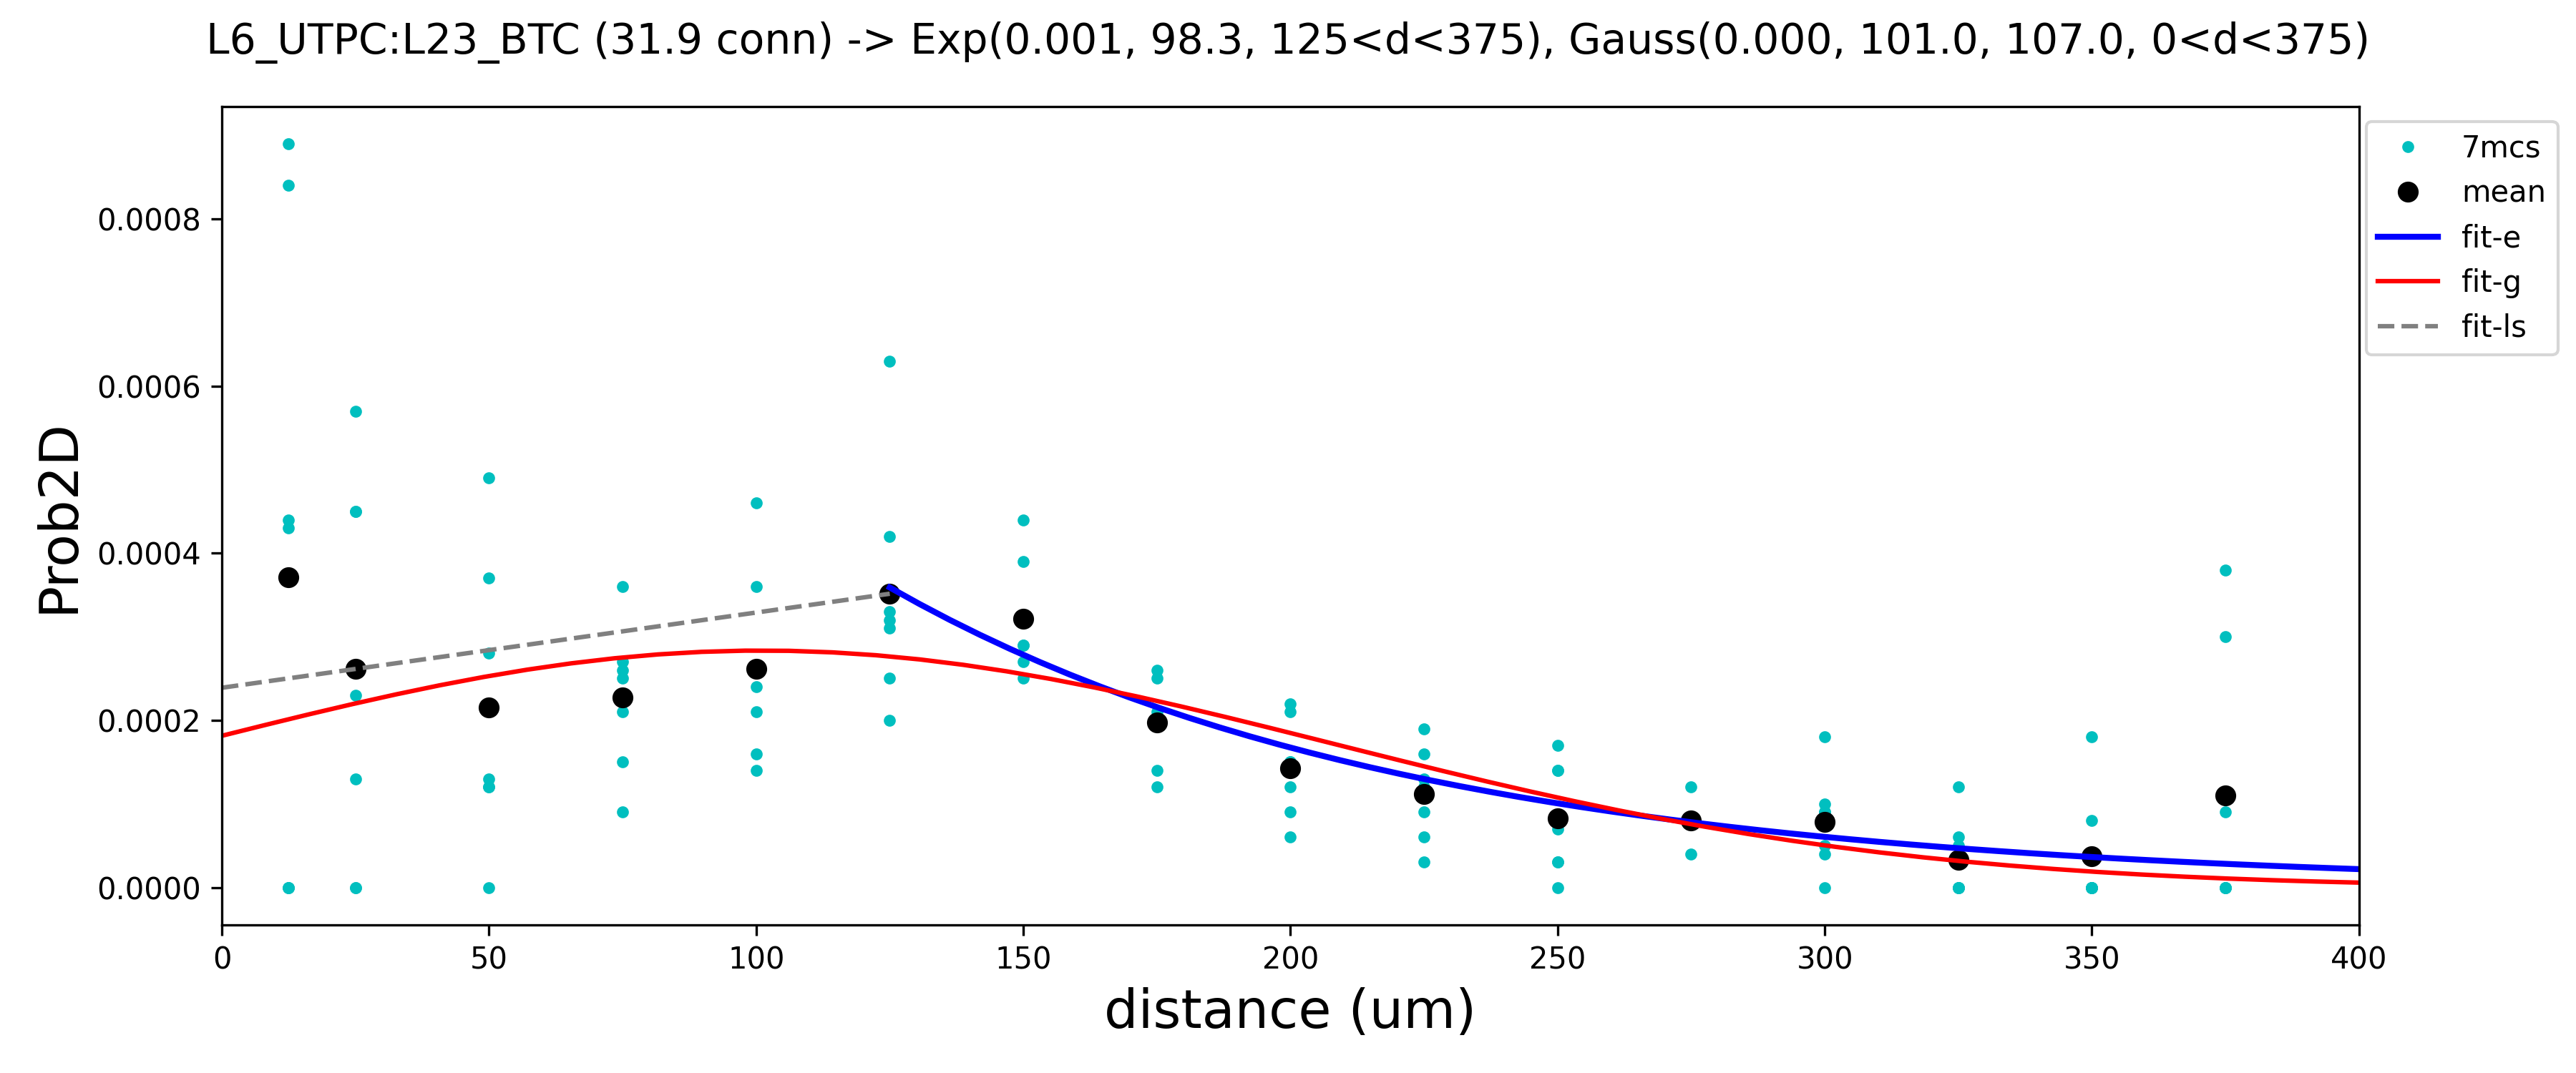 L6_UTPC:L23_BTC (31.9 conn) -> Exp(0.001, 98.3, 125<d<375), Gauss(0.000, 101.0, 107.0, 0<d<375)
7mcs
mean
fit-e
fit-g
fit-ls
Prob2D
0.0008
0.0006
0.0004
0.0002
0.0000
0 50 100 150 200 250 300 350 400
distance (um)